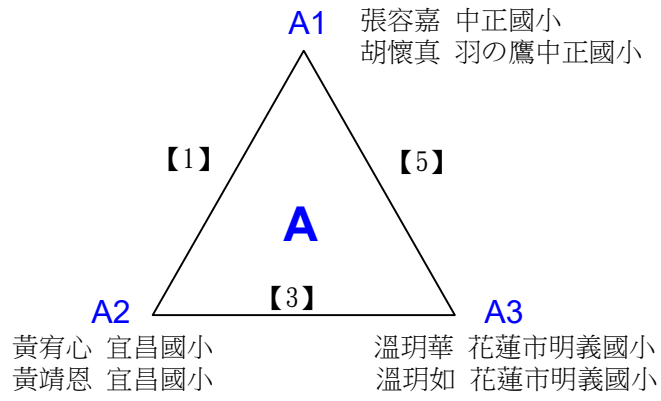 A1
張容嘉 中正國小
胡懷真 羽の鷹中正國小
【1】
【5】
A
【3】
A2
A3
黃宥心 宜昌國小
黃靖恩 宜昌國小
溫玥華 花蓮市明義國小
溫玥如 花蓮市明義國小